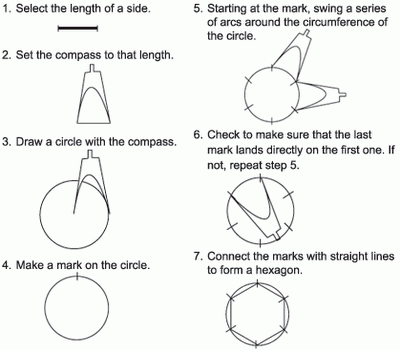 1. Select the length of a side.
2. Set the compass to that length.
3. Draw a circle with the compass.
4. Make a mark on the circle.
5. Starting at the mark, swing a series
of arcs around the circumference of
the circle.
6. Check to make sure that the last
mark lands directly on the first one. If
not, repeat step 5.
7. Connect the marks with straight lines
to form a hexagon.